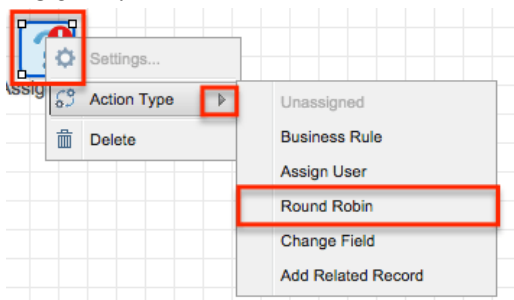 Settings...
Action Type
Delete
Unassigned
Business Rule
Assign User
Round Robin
Change Field
Add Related Record